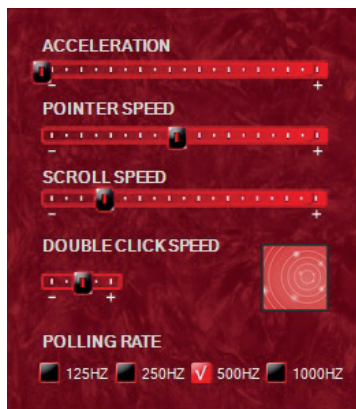 ACCELERATION
- +
POINTER SPEED
- +
SCROLL SPEED
- +
DOUBLE CLICK SPEED
- +
POLLING RATE
125HZ 250HZ √ 500HZ 1000HZ